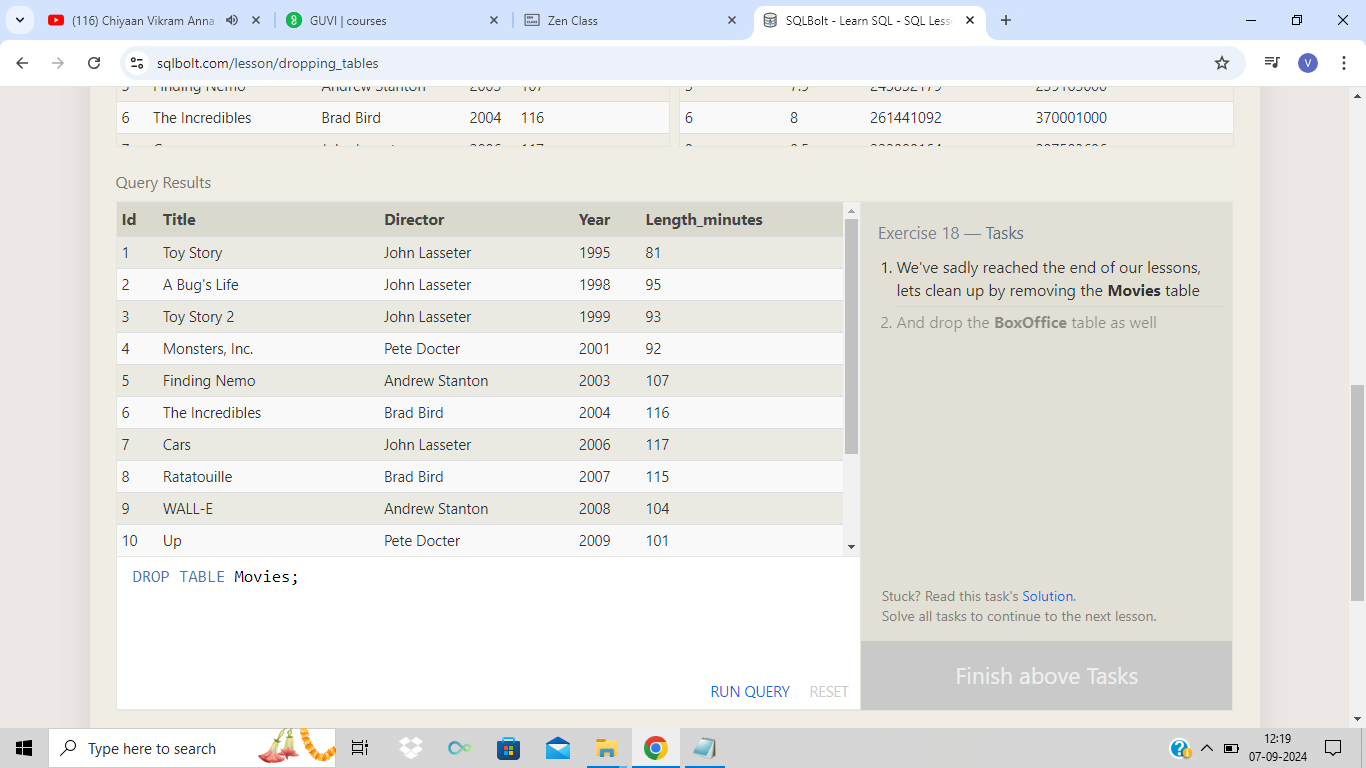 (116) Chiyaan Vikram Anna
GUVI | courses
Zen Class
SQLBolt - Learn SQL - SQL Less
sqlbolt.com/lesson/dropping_tables
V
5 Finding Nemo Andrew Stanton 2003 107
6 The Incredibles Brad Bird 2004 116
6 8 261441092 370001000
Query Results
Id Title Director Year Length_minutes
1 Toy Story John Lasseter 1995 81
2 A Bug's Life John Lasseter 1998 95
3 Toy Story 2 John Lasseter 1999 93
4 Monsters, Inc. Pete Docter 2001 92
5 Finding Nemo Andrew Stanton 2003 107
6 The Incredibles Brad Bird 2004 116
7 Cars John Lasseter 2006 117
8 Ratatouille Brad Bird 2007 115
9 WALL-E Andrew Stanton 2008 104
10 Up Pete Docter 2009 101
DROP TABLE Movies;
RUN QUERY RESET
Exercise 18 — Tasks
1. We've sadly reached the end of our lessons,
lets clean up by removing the Movies table
2. And drop the BoxOffice table as well
Stuck? Read this task's Solution.
Solve all tasks to continue to the next lesson.
Finish above Tasks
Type here to search
12:19
07-09-2024